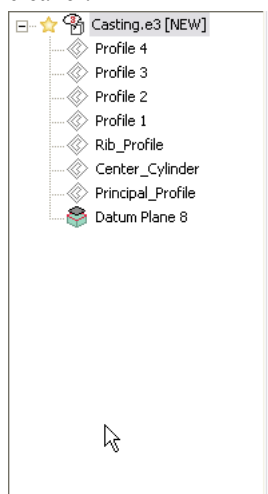 Casting.e3 [NEW]
Profile 4
Profile 3
Profile 2
Profile 1
Rib_Profile
Center_Cylinder
Principal_Profile
Datum Plane 8